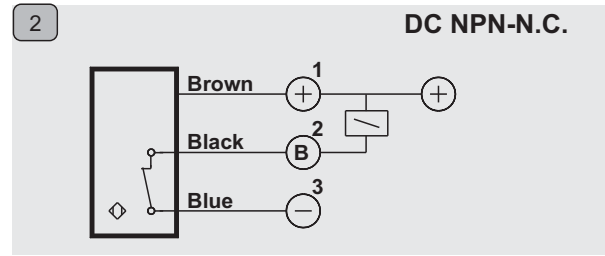 2
DC NPN-N.C.
Brown
1
+
+
Black
2
B
Blue
3
−